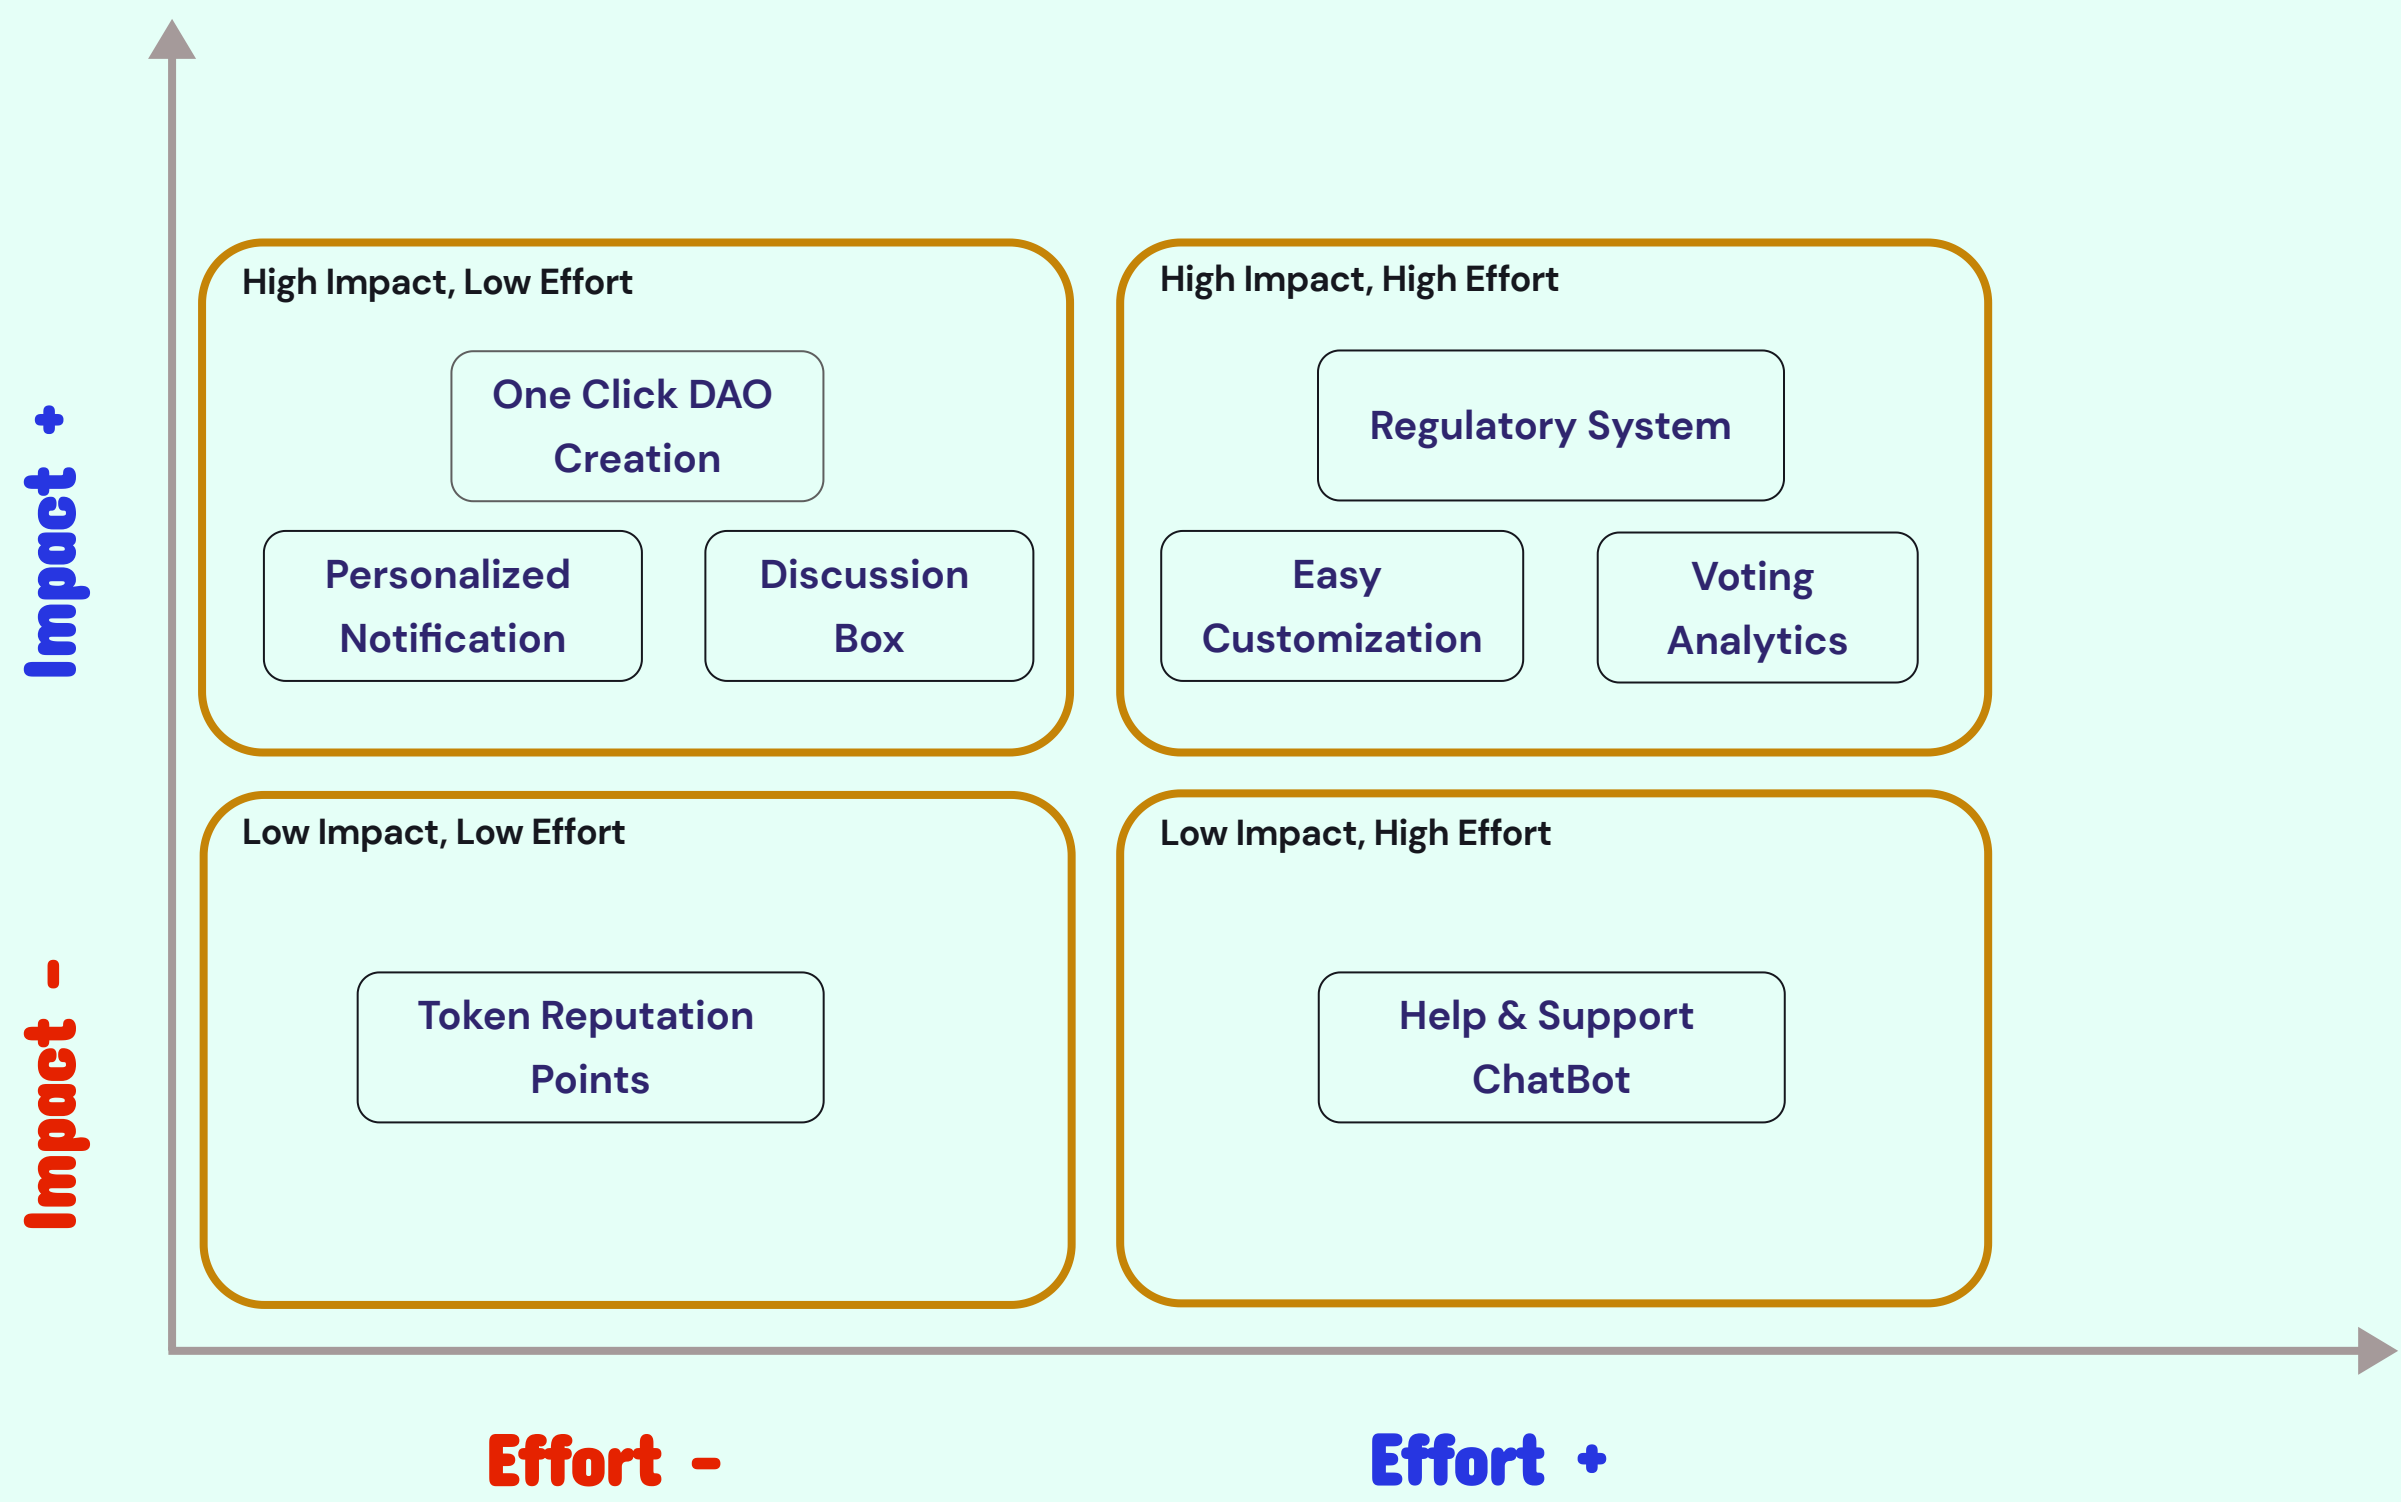 High Impact, Low Effort
One Click DAO
Creation
Personalized
Notification
Discussion
Box
High Impact, High Effort
Regulatory System
Easy
Customization
Voting
Analytics
Impact +
Low Impact, Low Effort
Token Reputation
Points
Low Impact, High Effort
Help & Support
ChatBot
Impact -
Effort -
Effort +